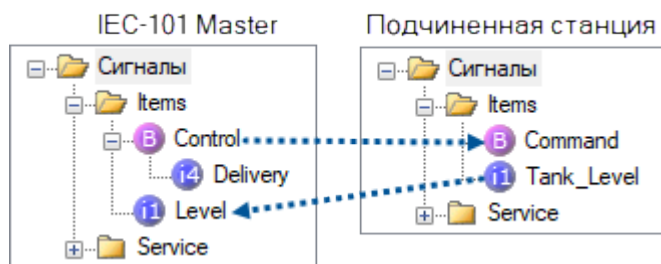 IEC-101 Master
Сигналы
Items
B Control
i4 Delivery
i1 Level
Service
Подчиненная станция
Сигналы
Items
B Command
i1 Tank_Level
Service